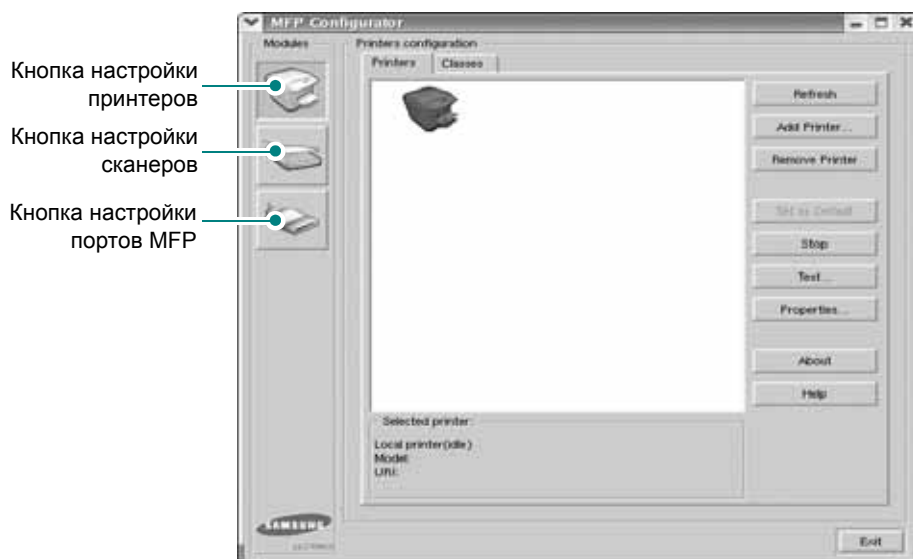 MFP Configurator
Modules
Printers configuration
Printers
Classes
Кнопка настройки
принтеров
Кнопка настройки
сканеров
Кнопка настройки
портов MFP
Refresh
Add Printer...
Remove Printer
Set as Default
Stop
Test...
Properties...
About
Help
Selected printer:
Local printer(idle)
Model:
URI:
SAMSUNG
ELECTRONICS
Exit